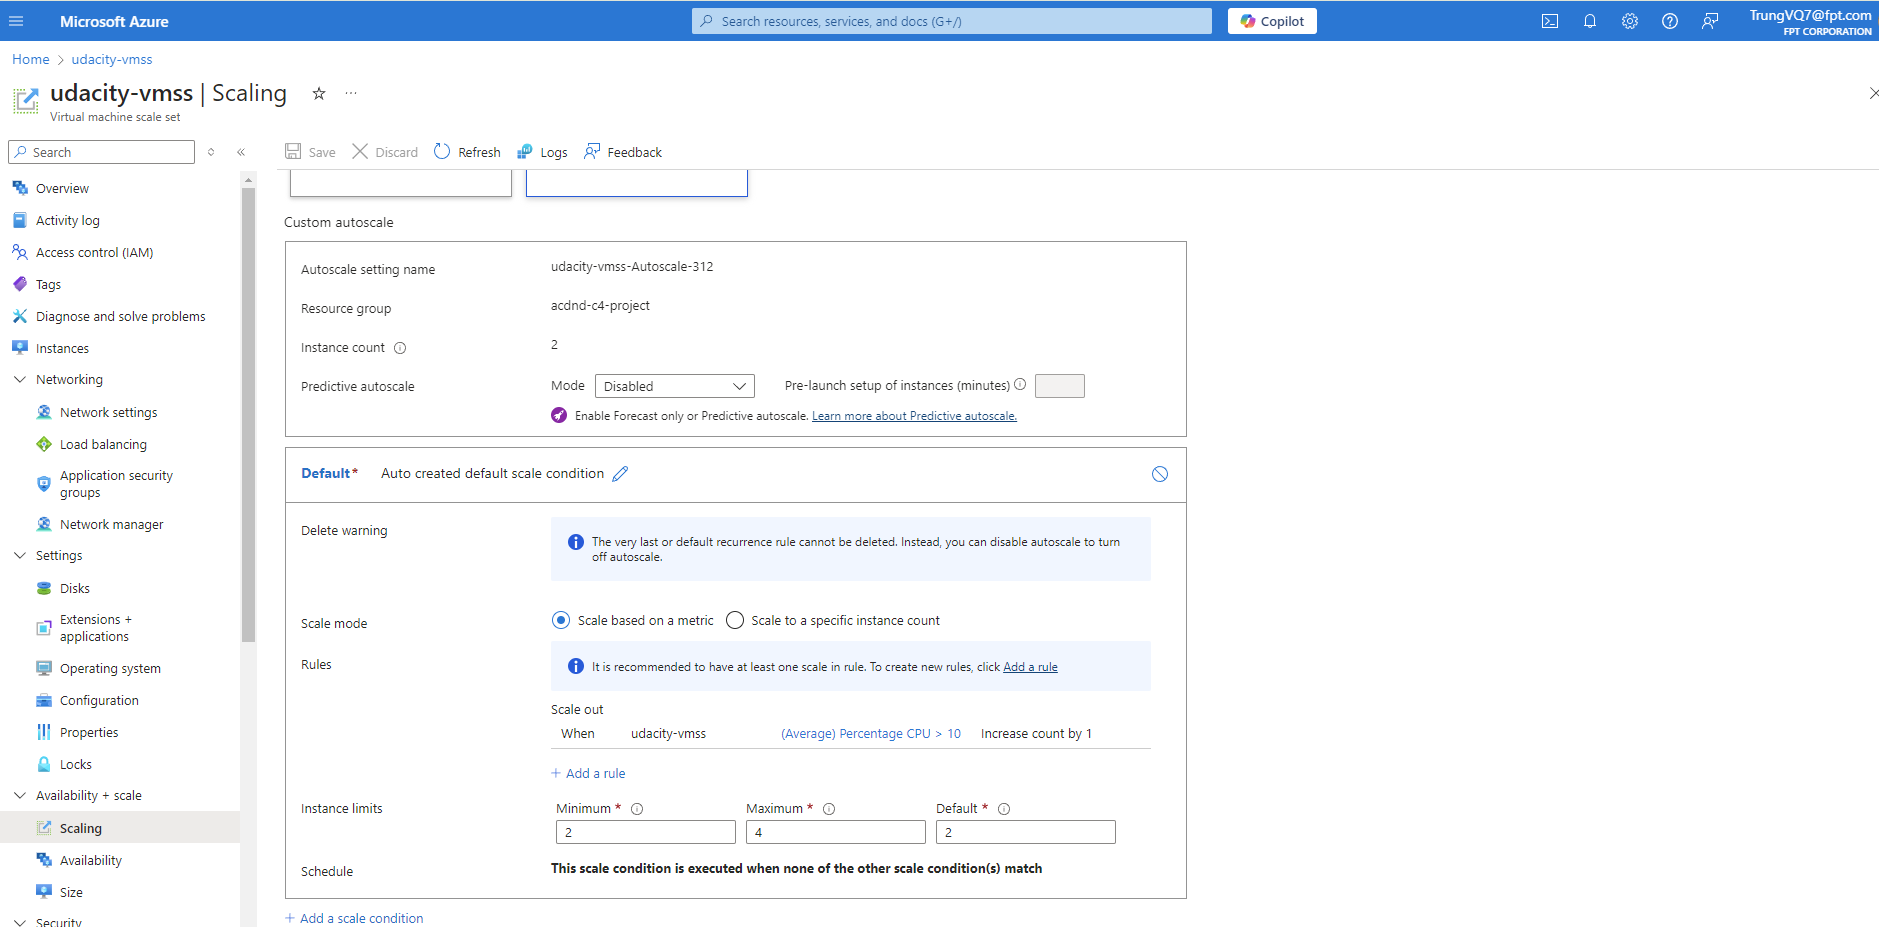 Microsoft Azure
Search resources, services, and docs (G+/)
Copilot
TrungVQ7@fpt.com
FPT CORPORATION
Home > udacity-vmss
udacity-vmss | Scaling
Virtual machine scale set
Search
Save
Discard
Refresh
Logs
Feedback
Overview
Activity log
Access control (IAM)
Tags
Diagnose and solve problems
Instances
Networking
Network settings
Load balancing
Application security
groups
Network manager
Settings
Disks
Extensions +
applications
Operating system
Configuration
Properties
Locks
Availability + scale
Scaling
Availability
Size
Security
Custom autoscale
Autoscale setting name
udacity-vmss-Autoscale-312
Resource group
acdnd-c4-project
Instance count
2
Predictive autoscale
Mode
Disabled
Pre-launch setup of instances (minutes)
Enable Forecast only or Predictive autoscale. Learn more about Predictive autoscale.
Default*
Auto created default scale condition
Delete warning
The very last or default recurrence rule cannot be deleted. Instead, you can disable autoscale to turn
off autoscale.
Scale mode
Scale based on a metric
Scale to a specific instance count
Rules
It is recommended to have at least one scale in rule. To create new rules, click Add a rule
Scale out
When
udacity-vmss
(Average) Percentage CPU > 10
Increase count by 1
+ Add a rule
Instance limits
Minimum *
Maximum *
Default *
2
4
2
Schedule
This scale condition is executed when none of the other scale condition(s) match
+ Add a scale condition